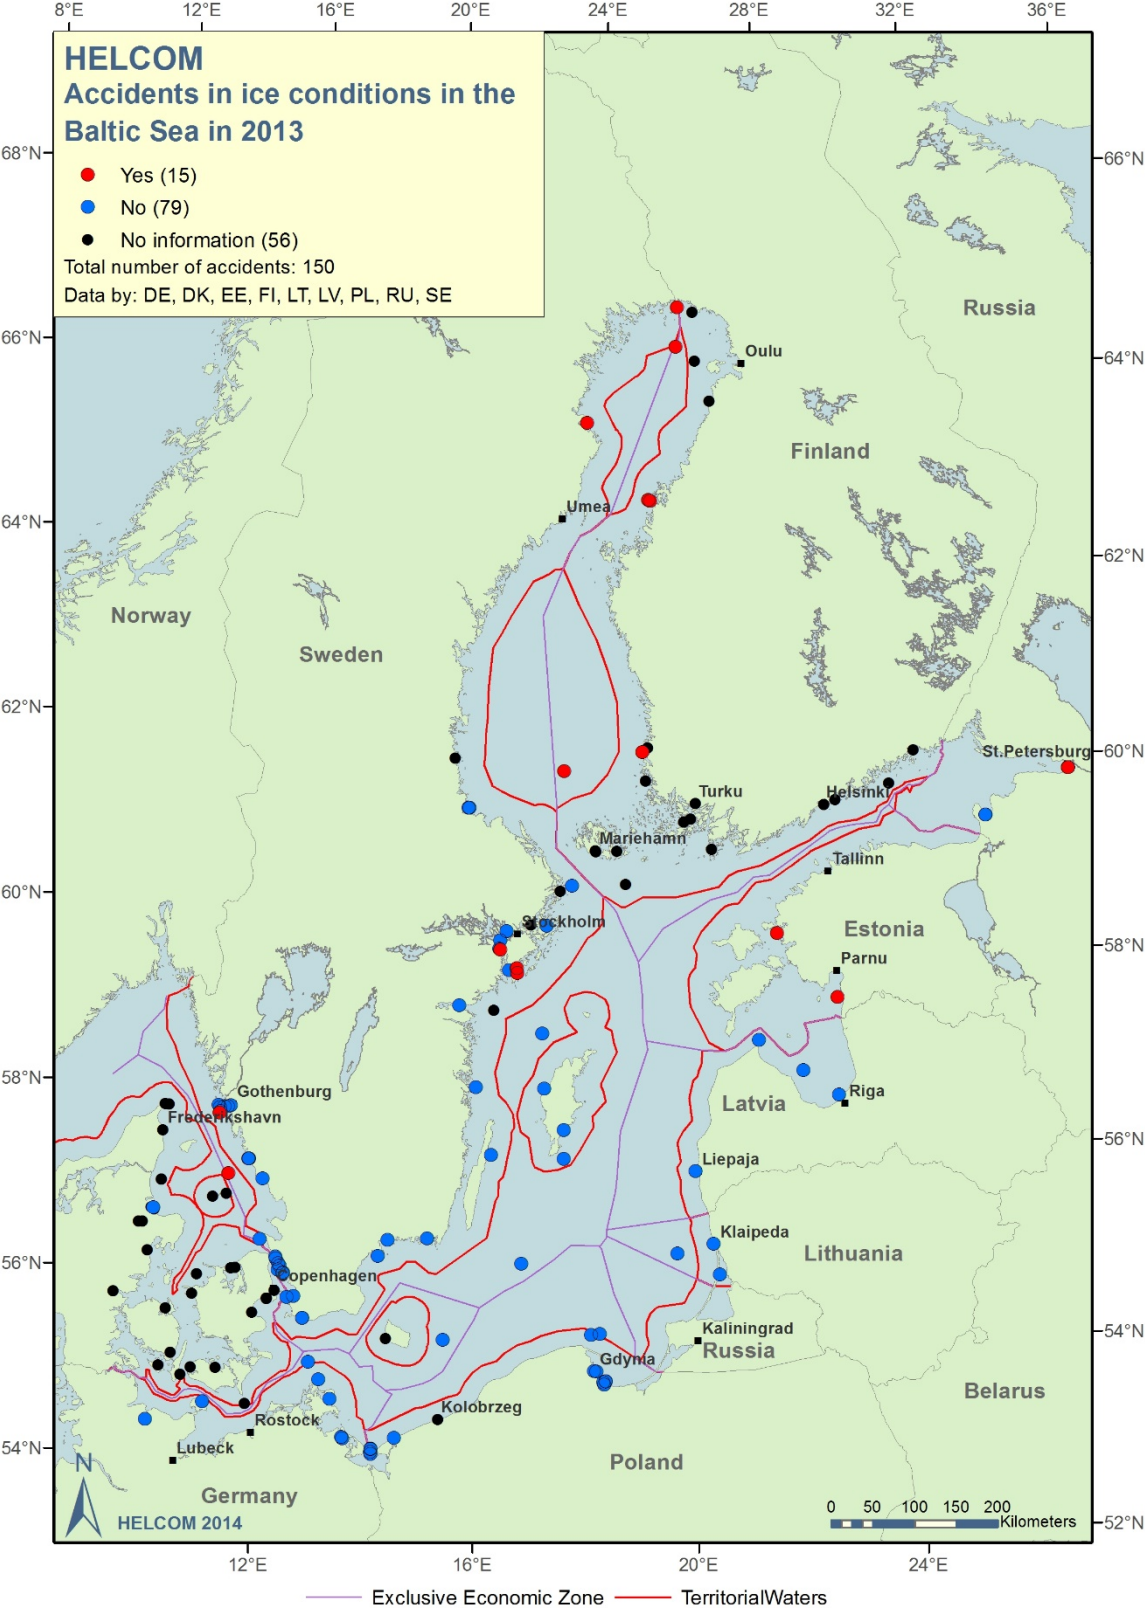 8°E 12°E 16°E 20°E 24°E 28°E 32°E 36°E
HELCOM
Accidents in ice conditions in the
Baltic Sea in 2013
Yes (15)
No (79)
No information (56)
Total number of accidents: 150
Data by: DE, DK, EE, FI, LT, LV, PL, RU, SE
68°N
66°N
Russia
66°N
64°N
Oulu
Finland
64°N
Umea
62°N
Norway
Sweden
62°N
60°N
St.Petersburg
Turku
Helsinki
Mariehamn
Tallinn
60°N
Stockholm
Estonia
58°N
Parnu
58°N
Gothenburg
Frederikshavn
Riga
Latvia
56°N
Liepaja
Klaipeda
Lithuania
56°N
Copenhagen
Kaliningrad
54°N
Russia
Gdynia
Belarus
Kolobrzeg
Rostock
54°N
Lubeck
Poland
N
Germany
0 50 100 150 200
Kilometers
HELCOM 2014
52°N
12°E 16°E 20°E 24°E
Exclusive Economic Zone
TerritorialWaters